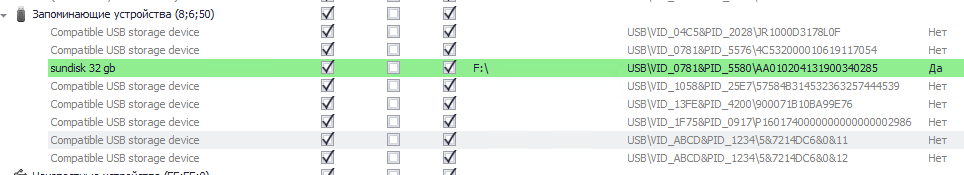 Запоминающие устройства (8;6;50)
Compatible USB storage device USB\VID_04C5&PID_2028\JR1000D3178L0F Нет
Compatible USB storage device USB\VID_0781&PID_5576\4C532000010619117054 Нет
sundisk 32 gb F:\ USB\VID_0781&PID_5580\AA010204131900340285 Да
Compatible USB storage device USB\VID_1058&PID_25E7\57584B314532363257444539 Нет
Compatible USB storage device USB\VID_13FE&PID_4200\900071B10BA99E76 Нет
Compatible USB storage device USB\VID_1F75&PID_0917\P1601740000000000000002986 Нет
Compatible USB storage device USB\VID_ABCD&PID_1234\5&7214DC6&0&11 Нет
Compatible USB storage device USB\VID_ABCD&PID_1234\5&7214DC6&0&12 Нет